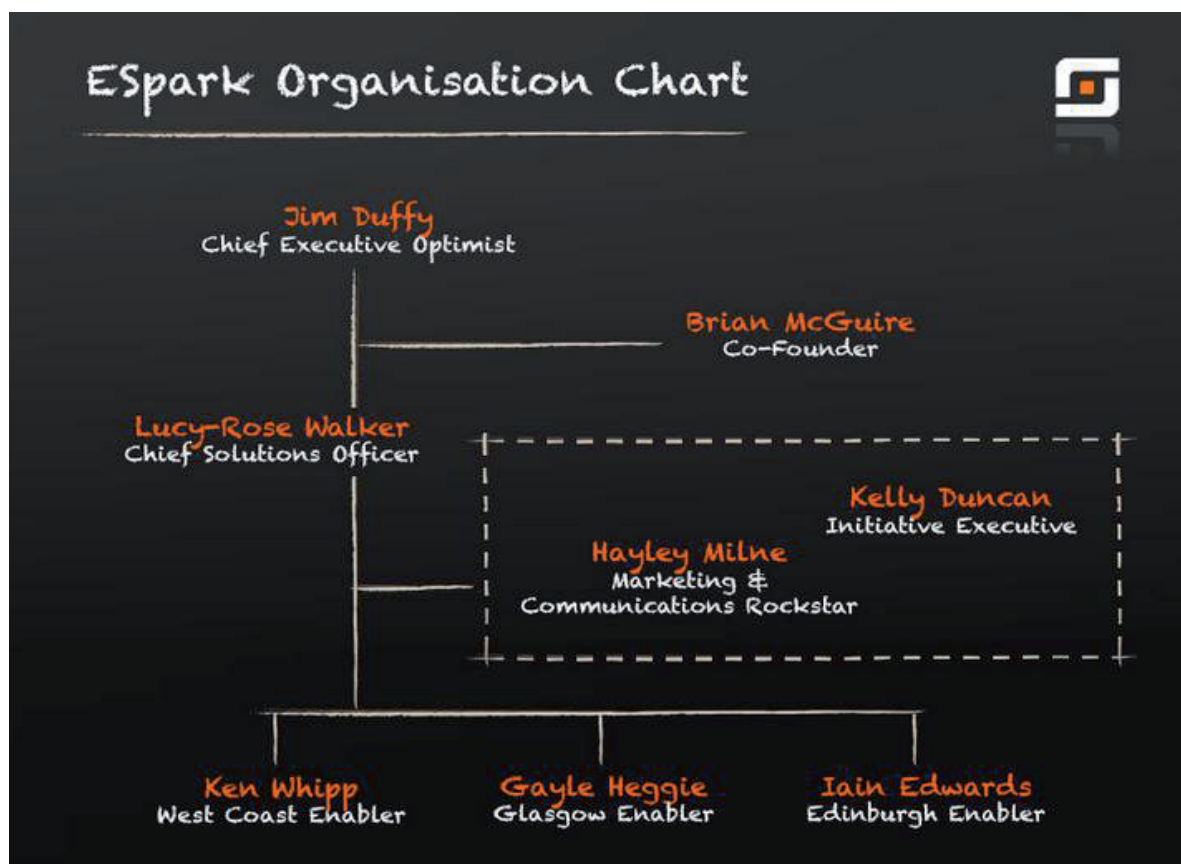 ESpark Organisation Chart
Jim Duffy
Chief Executive Optimist
Brian McGuire
Co-Founder
Lucy-Rose Walker
Chief Solutions Officer
Kelly Duncan
Initiative Executive
Hayley Milne
Marketing &
Communications Rockstar
Ken Whipp
West Coast Enabler
Gayle Heggie
Glasgow Enabler
Iain Edwards
Edinburgh Enabler